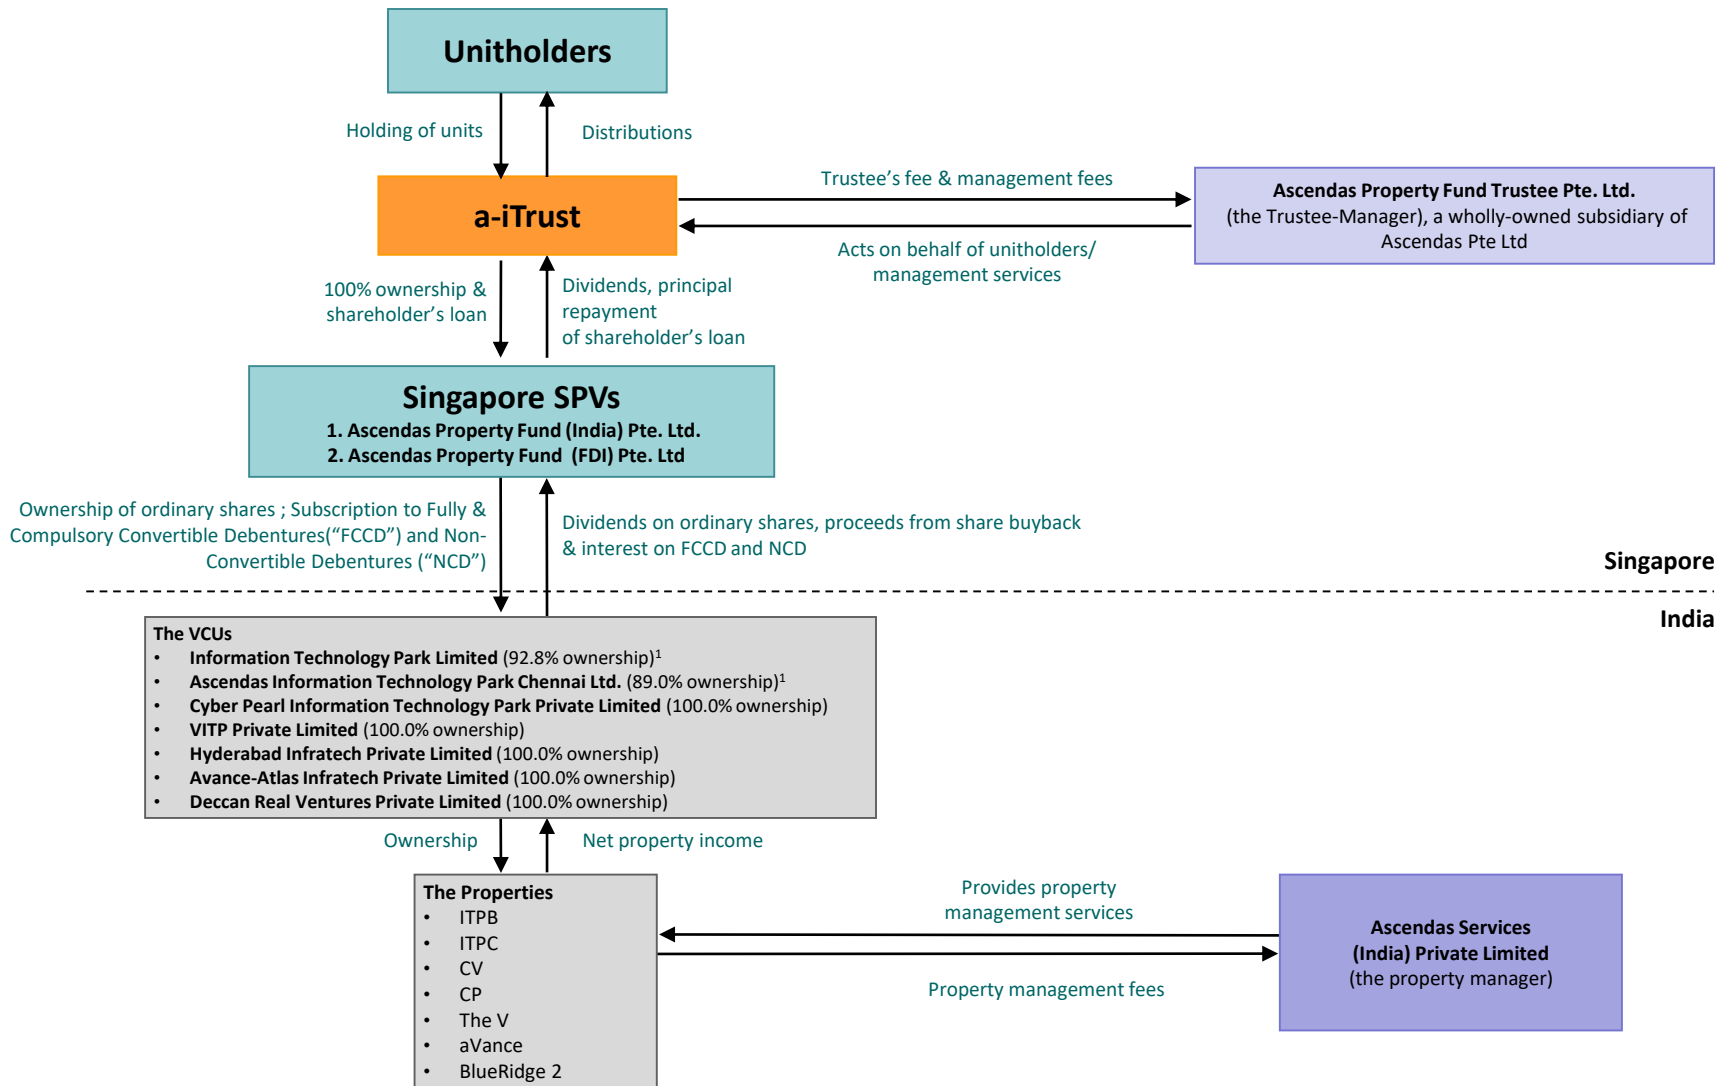 Unitholders
Holding of units
Distributions
a-iTrust
Trustee’s fee & management fees
Acts on behalf of unitholders/
management services
Ascendas Property Fund Trustee Pte. Ltd.
(the Trustee-Manager), a wholly-owned subsidiary of
Ascendas Pte Ltd
100% ownership &
shareholder’s loan
Dividends, principal
repayment
of shareholder’s loan
Singapore SPVs
1. Ascendas Property Fund (India) Pte. Ltd.
2. Ascendas Property Fund (FDI) Pte. Ltd
Ownership of ordinary shares ; Subscription to Fully &
Compulsory Convertible Debentures(“FCCD”) and Non-
Convertible Debentures (“NCD”)
Dividends on ordinary shares, proceeds from share buyback
& interest on FCCD and NCD
Singapore
India
The VCUs
• Information Technology Park Limited (92.8% ownership)¹
• Ascendas Information Technology Park Chennai Ltd. (89.0% ownership)¹
• Cyber Pearl Information Technology Park Private Limited (100.0% ownership)
• VITP Private Limited (100.0% ownership)
• Hyderabad Infratech Private Limited (100.0% ownership)
• Avance-Atlas Infratech Private Limited (100.0% ownership)
• Deccan Real Ventures Private Limited (100.0% ownership)
Ownership
Net property income
The Properties
• ITPB
• ITPC
• CV
• CP
• The V
• aVance
• BlueRidge 2
Provides property
management services
Property management fees
Ascendas Services
(India) Private Limited
(the property manager)